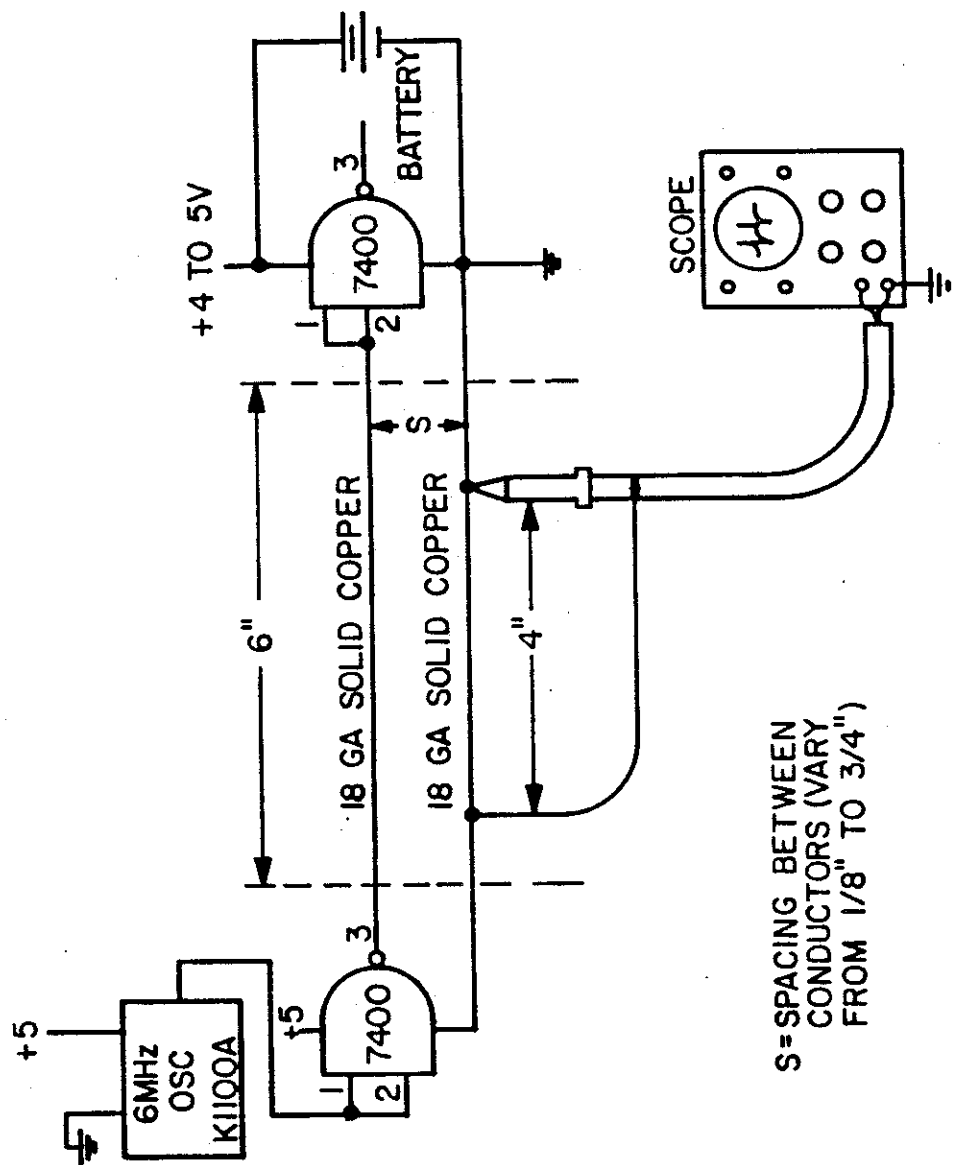 +5
6MHz
OSC
K1100A
1
2
+5
7400
3
6"
18 GA SOLID COPPER
18 GA SOLID COPPER
S
4"
+4 TO 5V
1
2
7400
3
BATTERY
SCOPE
S=SPACING BETWEEN
CONDUCTORS (VARY
FROM 1/8" TO 3/4")